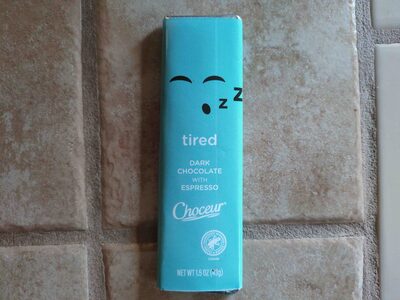 z z
tired
DARK
CHOCOLATE
WITH
ESPRESSO
Choceur®
NET WT 1.5 OZ